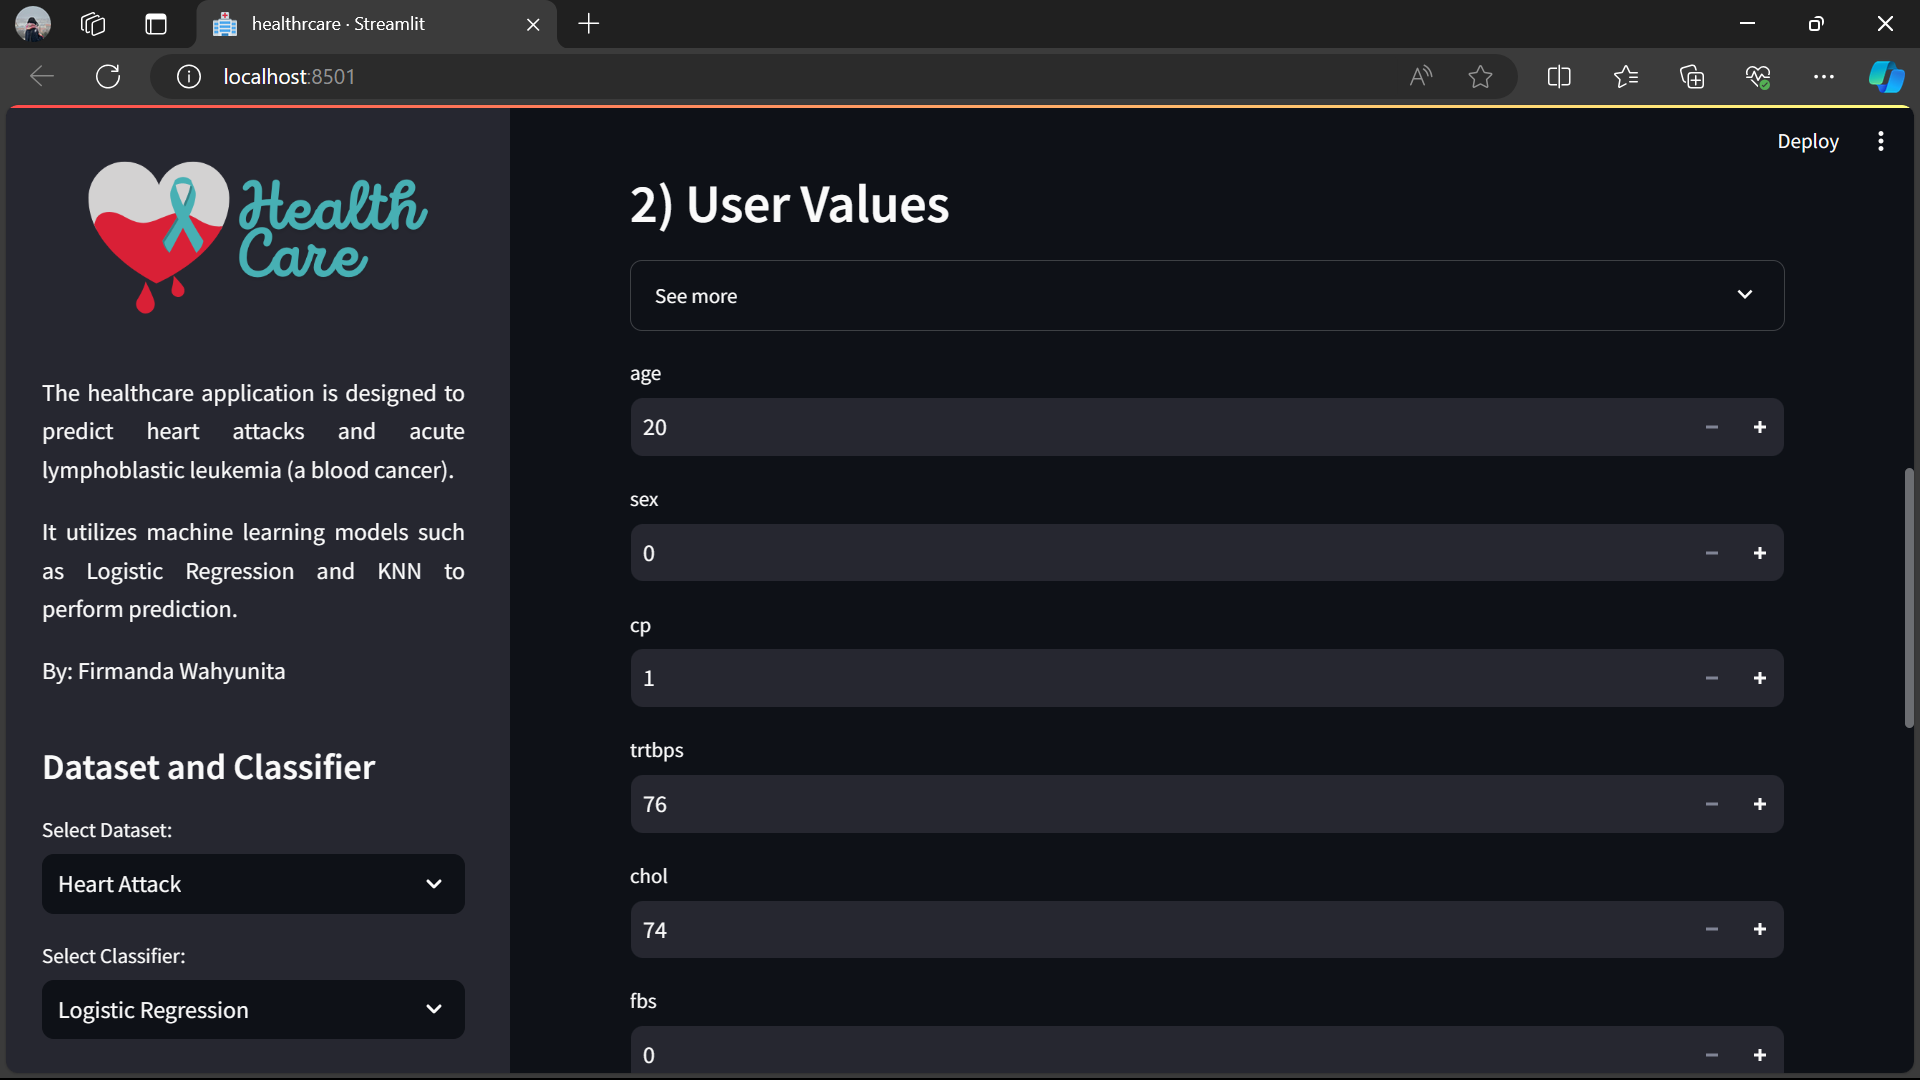 healthrcare · Streamlit
localhost:8501
Deploy
Health
Care
The healthcare application is designed to
predict heart attacks and acute
lymphoblastic leukemia (a blood cancer).
It utilizes machine learning models such
as Logistic Regression and KNN to
perform prediction.
By: Firmanda Wahyunita
Dataset and Classifier
Select Dataset:
Heart Attack
Select Classifier:
Logistic Regression
2) User Values
See more
age
20
sex
0
cp
1
trtbps
76
chol
74
fbs
0